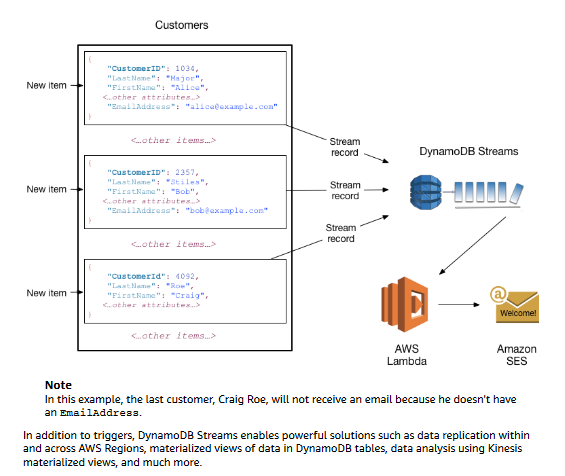 Customers
{
"CustomerID": 1034,
"LastName": "Major",
"FirstName": "Alice",
<…other attributes…>
"EmailAddress": "alice@example.com"
}
New item
<…other items…>
{
"CustomerID": 2357,
"LastName": "Stiles",
"FirstName": "Bob",
<…other attributes…>
"EmailAddress": "bob@example.com"
}
New item
<…other items…>
{
"CustomerId": 4092,
"LastName": "Roe",
"FirstName": "Craig",
<…other attributes…>
}
New item
<…other items…>
Stream
record
Stream
record
Stream
record
DynamoDB Streams
@
Welcome!
AWS
Lambda
Amazon
SES
Note
In this example, the last customer, Craig Roe, will not receive an email because he doesn't have
an EmailAddress.
In addition to triggers, DynamoDB Streams enables powerful solutions such as data replication within
and across AWS Regions, materialized views of data in DynamoDB tables, data analysis using Kinesis
materialized views, and much more.